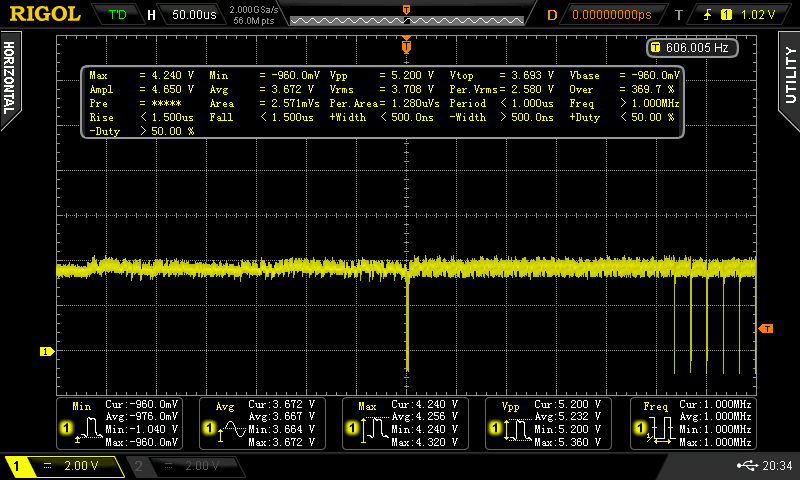 RIGOL T'D H 50.00us 2.000GSa/s 56.0M pts D 0.00000000ps T 1 1.02 V
HORIZONTAL
UTILITY
T
T 606.005 Hz
Max = 4.240 V Min = -960.0mV Vpp = 5.200 V Vtop = 3.693 V Vbase = -960.0mV
Ampl = 4.650 V Avg = 3.672 V Vrms = 3.708 V Per.Vrms= 2.580 V Over = 369.7 %
Pre = ***** Area = 2.571mVs Per.Area= 1.280uVs Period < 1.000us Freq > 1.000MHz
Rise < 1.500us Fall < 1.500us +Width < 500.0ns -Width > 500.0ns +Duty < 50.00 %
-Duty > 50.00 %
T
1
T
Min Cur:-960.0mV
Avg:-976.0mV
1 Min:-1.040 V
Max:-960.0mV
Avg Cur:3.672 V
Avg:3.667 V
1 Min:3.664 V
Max:3.672 V
Max Cur:4.240 V
Avg:4.256 V
1 Min:4.240 V
Max:4.320 V
Vpp Cur:5.200 V
Avg:5.232 V
1 Min:5.200 V
Max:5.360 V
Freq Cur:1.000MHz
Avg:1.000MHz
1 Min:1.000MHz
Max:1.000MHz
1 2.00 V 2 2.00 V 20:34